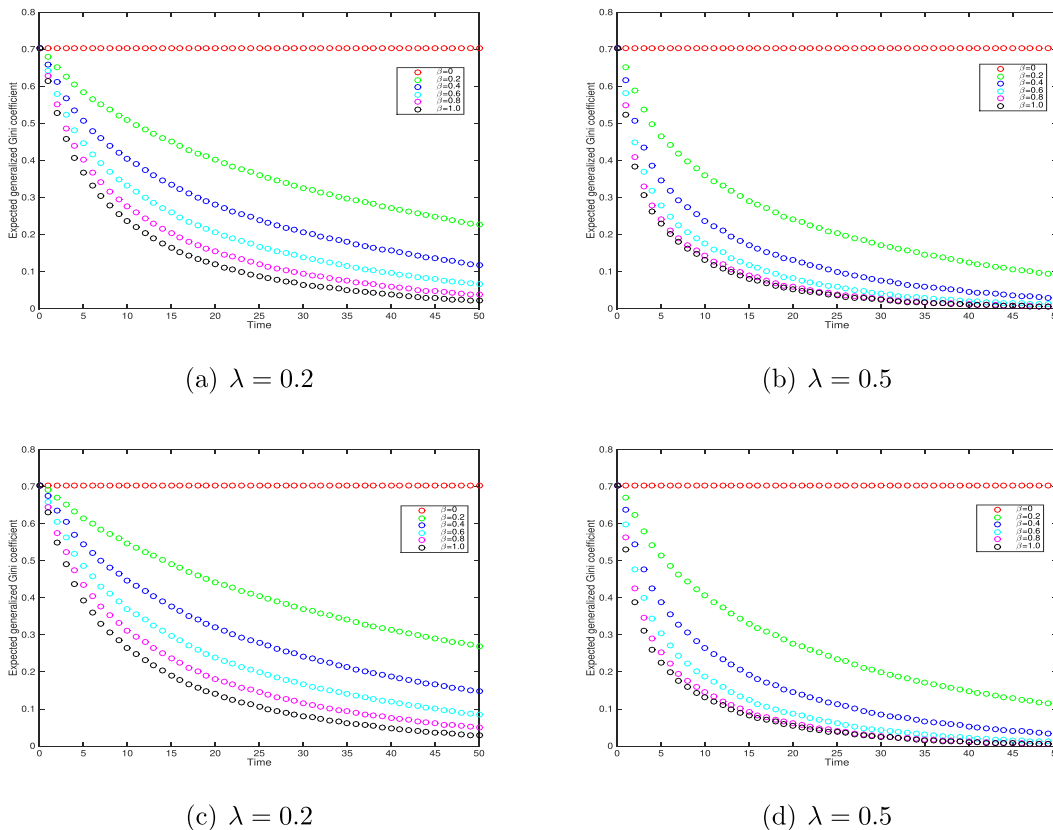 0.8
0.7
0.6
0.5
0.4
0.3
0.2
0.1
0
Expected generalized Gini coefficient
β=0
β=0.2
β=0.4
β=0.6
β=0.8
β=1.0
0 5 10 15 20 25 30 35 40 45 50
Time
(a) λ = 0.2
0.8
0.7
0.6
0.5
0.4
0.3
0.2
0.1
0
Expected generalized Gini coefficient
β=0
β=0.2
β=0.4
β=0.6
β=0.8
β=1.0
0 5 10 15 20 25 30 35 40 45
Time
(b) λ = 0.5
0.8
0.7
0.6
0.5
0.4
0.3
0.2
0.1
0
Expected generalized Gini coefficient
β=0
β=0.2
β=0.4
β=0.6
β=0.8
β=1.0
0 5 10 15 20 25 30 35 40 45 50
Time
(c) λ = 0.2
0.8
0.7
0.6
0.5
0.4
0.3
0.2
0.1
0
Expected generalized Gini coefficient
β=0
β=0.2
β=0.4
β=0.6
β=0.8
β=1.0
0 5 10 15 20 25 30 35 40 45
Time
(d) λ = 0.5